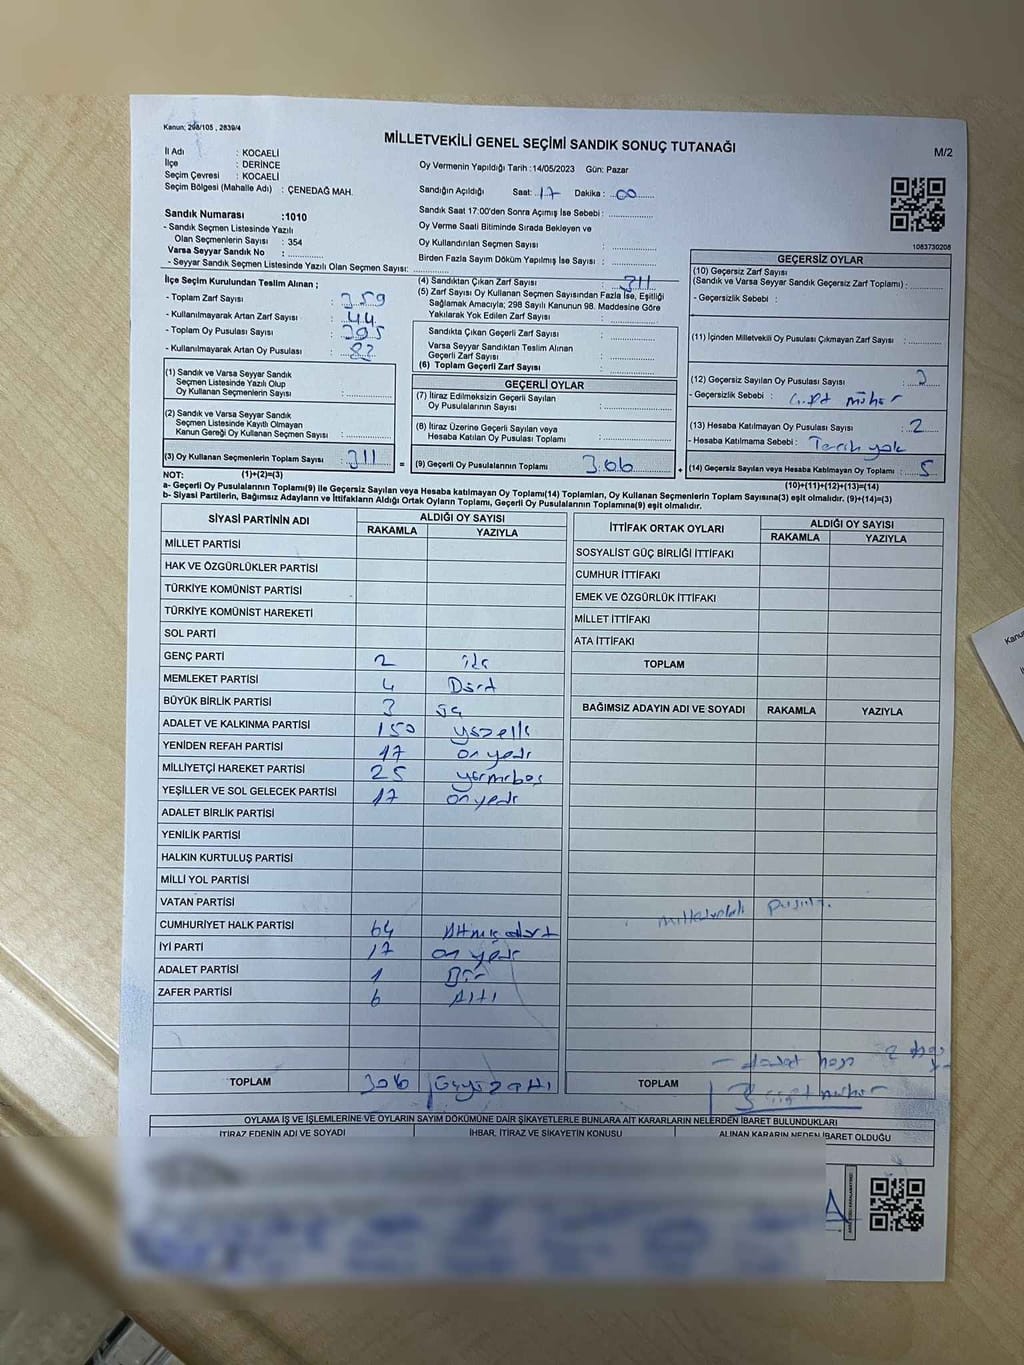 Kanun; 298/105 , 2839/4
MİLLETVEKİLİ GENEL SEÇİMİ SANDIK SONUÇ TUTANAĞI
M/2
İl Adı : KOCAELİ
İlçe : DERİNCE
Seçim Çevresi : KOCAELİ
Seçim Bölgesi (Mahalle Adı) : ÇENEDAĞ MAH.
Oy Vermenin Yapıldığı Tarih :14/05/2023 Gün: Pazar
Sandığın Açıldığı Saat: 17 Dakika : 00
Sandık Saat 17:00'den Sonra Açımış İse Sebebi :
Oy Verme Saati Bitiminde Sırada Bekleyen ve
Oy Kullandırılan Seçmen Sayısı :
Birden Fazla Sayım Döküm Yapılmış İse Sayısı :
1083730208
Sandık Numarası :1010
- Sandık Seçmen Listesinde Yazılı
Olan Seçmenlerin Sayısı : 354
Varsa Seyyar Sandık No :
- Seyyar Sandık Seçmen Listesinde Yazılı Olan Seçmen Sayısı:
İlçe Seçim Kurulundan Teslim Alınan ;
- Toplam Zarf Sayısı : 359
- Kullanılmayarak Artan Zarf Sayısı : 44
- Toplam Oy Pusulası Sayısı : 395
- Kullanılmayarak Artan Oy Pusulası :
(1) Sandık ve Varsa Seyyar Sandık
Seçmen Listesinde Yazılı Olup
Oy Kullanan Seçmenlerin Sayısı :
(2) Sandık ve Varsa Seyyar Sandık
Seçmen Listesinde Kayıtlı Olmayan
Kanun Gereği Oy Kullanan Seçmen Sayısı :
(3) Oy Kullanan Seçmenlerin Toplam Sayısı : 311
(4) Sandıktan Çıkan Zarf Sayısı : 311
(5) Zarf Sayısı Oy Kullanan Seçmen Sayısından Fazla İse, Eşitliği
Sağlamak Amacıyla; 298 Sayılı Kanunun 98. Maddesine Göre
Yakılarak Yok Edilen Zarf Sayısı :
Sandıkta Çıkan Geçerli Zarf Sayısı :
Varsa Seyyar Sandıktan Teslim Alınan
Geçerli Zarf Sayısı :
(6) Toplam Geçerli Zarf Sayısı :
GEÇERLİ OYLAR
(7) İtiraz Edilmeksizin Geçerli Sayılan
Oy Pusulalarının Sayısı :
(8) İtiraz Üzerine Geçerli Sayılan veya
Hesaba Katılan Oy Pusulası Toplamı :
= (9) Geçerli Oy Pusulalarının Toplamı : 306
GEÇERSİZ OYLAR
(10) Geçersiz Zarf Sayısı
(Sandık ve Varsa Seyyar Sandık Geçersiz Zarf Toplamı) :
- Geçersizlik Sebebi :
(11) İçinden Milletvekili Oy Pusulası Çıkmayan Zarf Sayısı :
(12) Geçersiz Sayılan Oy Pusulası Sayısı : 3
- Geçersizlik Sebebi : Çift mühür
(13) Hesaba Katılmayan Oy Pusulası Sayısı : 2
- Hesaba Katılmama Sebebi : Tercih yok
+ (14) Geçersiz Sayılan veya Hesaba Katılmayan Oy Toplamı : 5
NOT: (1)+(2)=(3)
(10)+(11)+(12)+(13)=(14)
a- Geçerli Oy Pusulalarının Toplamı(9) ile Geçersiz Sayılan veya Hesaba katılmayan Oy Toplamı(14) Toplamları, Oy Kullanan Seçmenlerin Toplam Sayısına(3) eşit olmalıdır. (9)+(14)=(3)
b- Siyasi Partilerin, Bağımsız Adayların ve İttifakların Aldığı Ortak Oyların Toplamı, Geçerli Oy Pusulalarının Toplamına(9) eşit olmalıdır.
SİYASİ PARTİNİN ADI
ALDIĞI OY SAYISI
RAKAMLA YAZIYLA
MİLLET PARTİSİ
HAK VE ÖZGÜRLÜKLER PARTİSİ
TÜRKİYE KOMÜNİST PARTİSİ
TÜRKİYE KOMÜNİST HAREKETİ
SOL PARTİ
GENÇ PARTİ 2 iki
MEMLEKET PARTİSİ 4 Dört
BÜYÜK BİRLİK PARTİSİ 3 üç
ADALET VE KALKINMA PARTİSİ 150 yüzelli
YENİDEN REFAH PARTİSİ 17 on yedi
MİLLİYETÇİ HAREKET PARTİSİ 25 yirmibeş
YEŞİLLER VE SOL GELECEK PARTİSİ 17 onyedi
ADALET BİRLİK PARTİSİ
YENİLİK PARTİSİ
HALKIN KURTULUŞ PARTİSİ
MİLLİ YOL PARTİSİ
VATAN PARTİSİ
CUMHURİYET HALK PARTİSİ 64 Altmışdört
İYİ PARTİ 17 on yedi
ADALET PARTİSİ 1 Bir
ZAFER PARTİSİ 6 Altı
TOPLAM 306 Üçyüz altı
İTTİFAK ORTAK OYLARI
ALDIĞI OY SAYISI
RAKAMLA YAZIYLA
SOSYALİST GÜÇ BİRLİĞİ İTTİFAKI
CUMHUR İTTİFAKI
EMEK VE ÖZGÜRLÜK İTTİFAKI
MİLLET İTTİFAKI
ATA İTTİFAKI
TOPLAM
BAĞIMSIZ ADAYIN ADI VE SOYADI RAKAMLA YAZIYLA
TOPLAM
OYLAMA İŞ VE İŞLEMLERİNE VE OYLARIN SAYIM DÖKÜMÜNE DAİR ŞİKAYETLERLE BUNLARA AİT KARARLARIN NELERDEN İBARET BULUNDUKLARI
İTİRAZ EDENİN ADI VE SOYADI
İHBAR, İTİRAZ VE ŞİKAYETİN KONUSU
ALINAN KARARIN NEDEN İBARET OLDUĞU